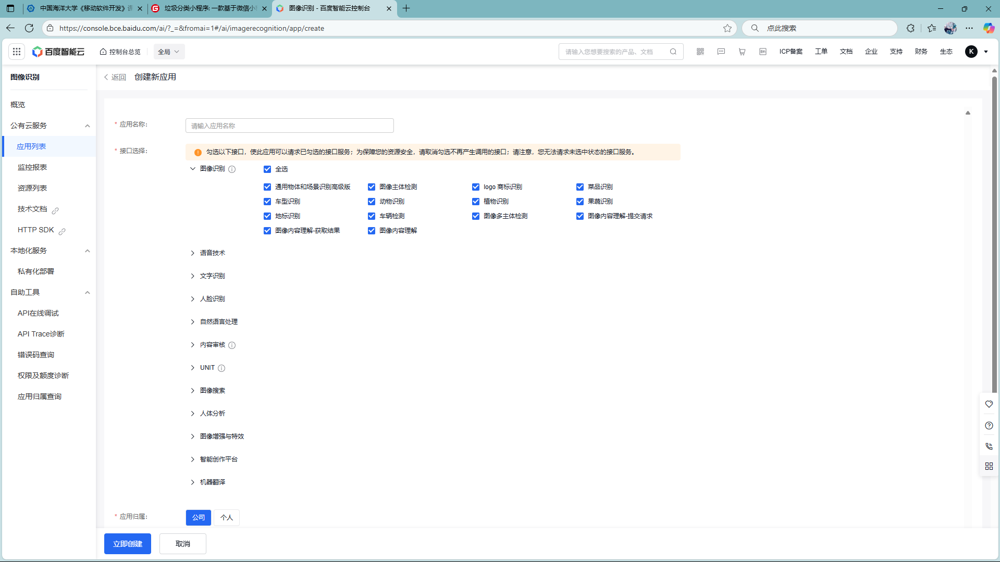 中国海洋大学《移动软件开发》课
垃圾分类小程序: 一款基于微信小
图像识别 - 百度智能云控制台
https://console.bce.baidu.com/ai/?_=&fromai=1#/ai/imagerecognition/app/create
点此搜索
百度智能云
控制台总览
全局
请输入您想要搜索的产品、文档
En
ICP备案
工单
文档
企业
支持
财务
生态
K
图像识别
概览
公有云服务
应用列表
监控报表
资源列表
技术文档
HTTP SDK
本地化服务
私有化部署
自助工具
API在线调试
API Trace诊断
错误码查询
权限及额度诊断
应用归属查询
返回
创建新应用
* 应用名称：
请输入应用名称
* 接口选择：
勾选以下接口，使此应用可以请求已勾选的接口服务；为保障您的资源安全，请取消勾选不再产生调用的接口；请注意，您无法请求未选中状态的接口服务。
图像识别
全选
通用物体和场景识别高级版
图像主体检测
logo 商标识别
菜品识别
车型识别
动物识别
植物识别
果蔬识别
地标识别
车辆检测
图像多主体检测
图像内容理解-提交请求
图像内容理解-获取结果
图像内容理解
语音技术
文字识别
人脸识别
自然语言处理
内容审核
UNIT
图像搜索
人体分析
图像增强与特效
智能创作平台
机器翻译
* 应用归属：
公司
个人
立即创建
取消